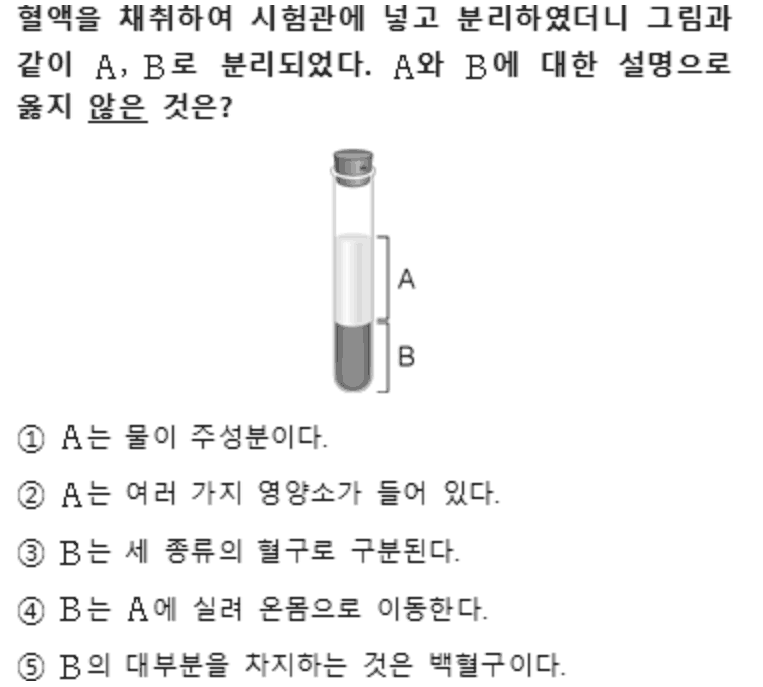 혈액을 채취하여 시험관에 넣고 분리하였더니 그림과
같이 A, B로 분리되었다. A와 B에 대한 설명으로
옳지 않은 것은?
A
B
① A는 물이 주성분이다.
② A는 여러 가지 영양소가 들어 있다.
③ B는 세 종류의 혈구로 구분된다.
④ B는 A에 실려 온몸으로 이동한다.
⑤ B의 대부분을 차지하는 것은 백혈구이다.